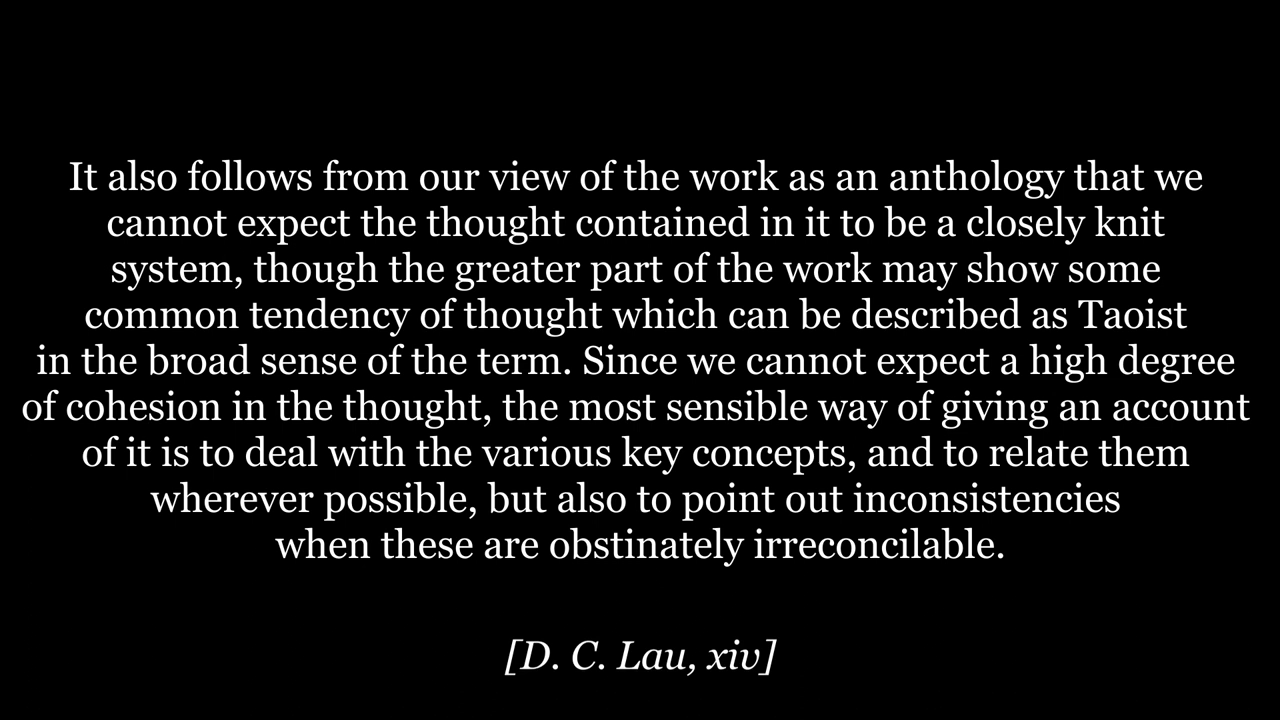 It also follows from our view of the work as an anthology that we
cannot expect the thought contained in it to be a closely knit
system, though the greater part of the work may show some
common tendency of thought which can be described as Taoist
in the broad sense of the term. Since we cannot expect a high degree
of cohesion in the thought, the most sensible way of giving an account
of it is to deal with the various key concepts, and to relate them
wherever possible, but also to point out inconsistencies
when these are obstinately irreconcilable.
[D. C. Lau, xiv]